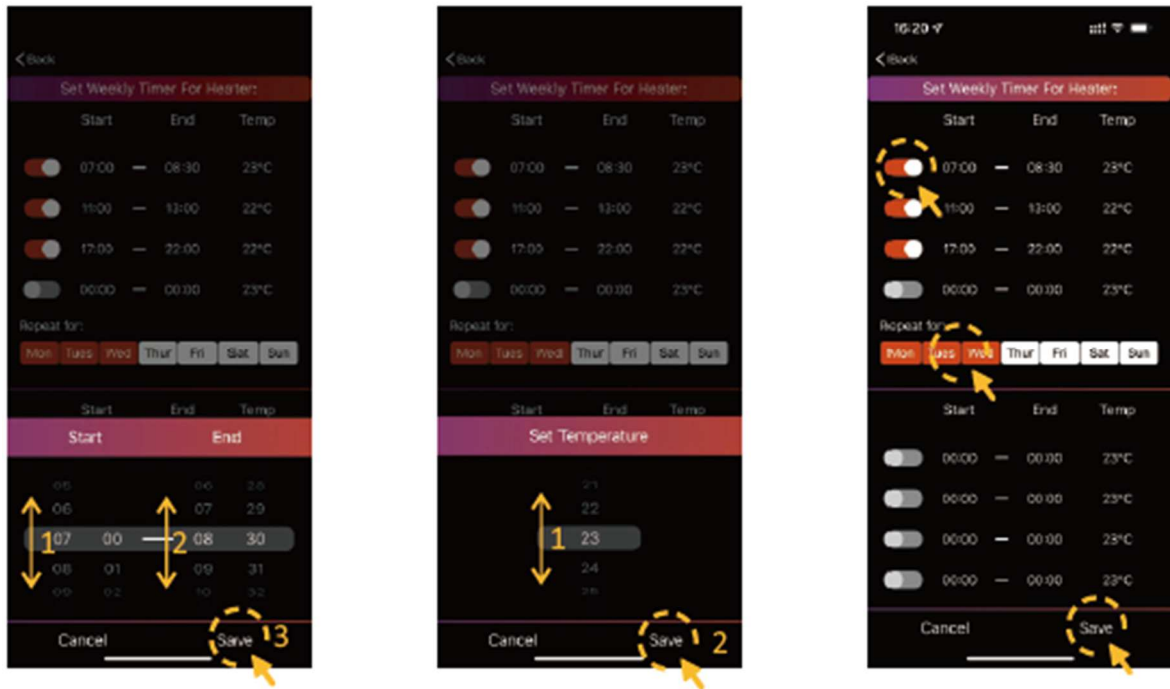 Back
Set Weekly Timer For Heater:
Start End Temp
07:00 — 08:30 23°C
11:00 — 13:00 22°C
17:00 — 22:00 22°C
00:00 — 00:00 23°C
Repeat for:
Mon Tues Wed Thur Fri Sat Sun
Start End Temp
Start End
05 06 28
06 07 29
1 07 00 — 2 08 30
08 01 09 31
09 02 10 32
Cancel Save 3
Back
Set Weekly Timer For Heater:
Start End Temp
07:00 — 08:30 23°C
11:00 — 13:00 22°C
17:00 — 22:00 22°C
00:00 — 00:00 23°C
Repeat for:
Mon Tues Wed Thur Fri Sat Sun
Start End Temp
Set Temperature
21
22
1 23
24
25
Cancel Save 2
16:20
Back
Set Weekly Timer For Heater:
Start End Temp
07:00 — 08:30 23°C
11:00 — 13:00 22°C
17:00 — 22:00 22°C
00:00 — 00:00 23°C
Repeat for:
Mon Tues Wed Thur Fri Sat Sun
Start End Temp
00:00 — 00:00 23°C
00:00 — 00:00 23°C
00:00 — 00:00 23°C
00:00 — 00:00 23°C
Cancel Save